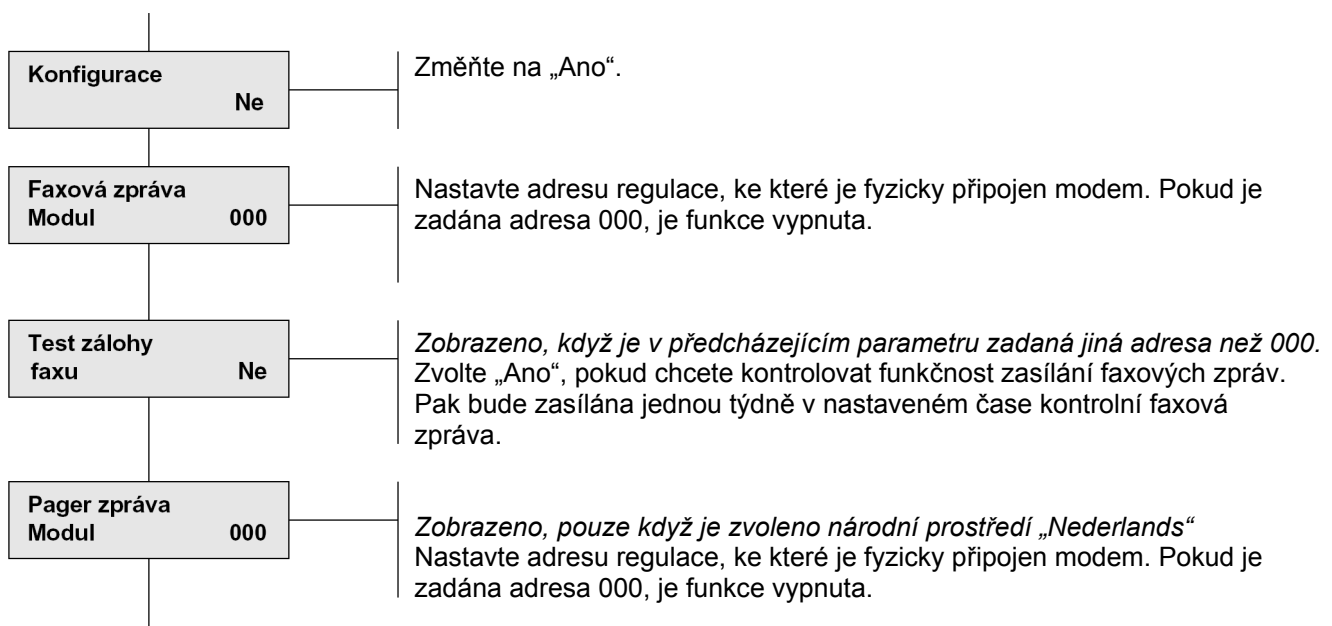 Konfigurace
Ne
Změňte na „Ano“.
Faxová zpráva
Modul 000
Nastavte adresu regulace, ke které je fyzicky připojen modem. Pokud je
zadána adresa 000, je funkce vypnuta.
Test zálohy
faxu Ne
Zobrazeno, když je v předcházejícím parametru zadaná jiná adresa než 000.
Zvolte „Ano“, pokud chcete kontrolovat funkčnost zasílání faxových zpráv.
Pak bude zasílána jednou týdně v nastaveném čase kontrolní faxová
zpráva.
Pager zpráva
Modul 000
Zobrazeno, pouze když je zvoleno národní prostředí „Nederlands“
Nastavte adresu regulace, ke které je fyzicky připojen modem. Pokud je
zadána adresa 000, je funkce vypnuta.